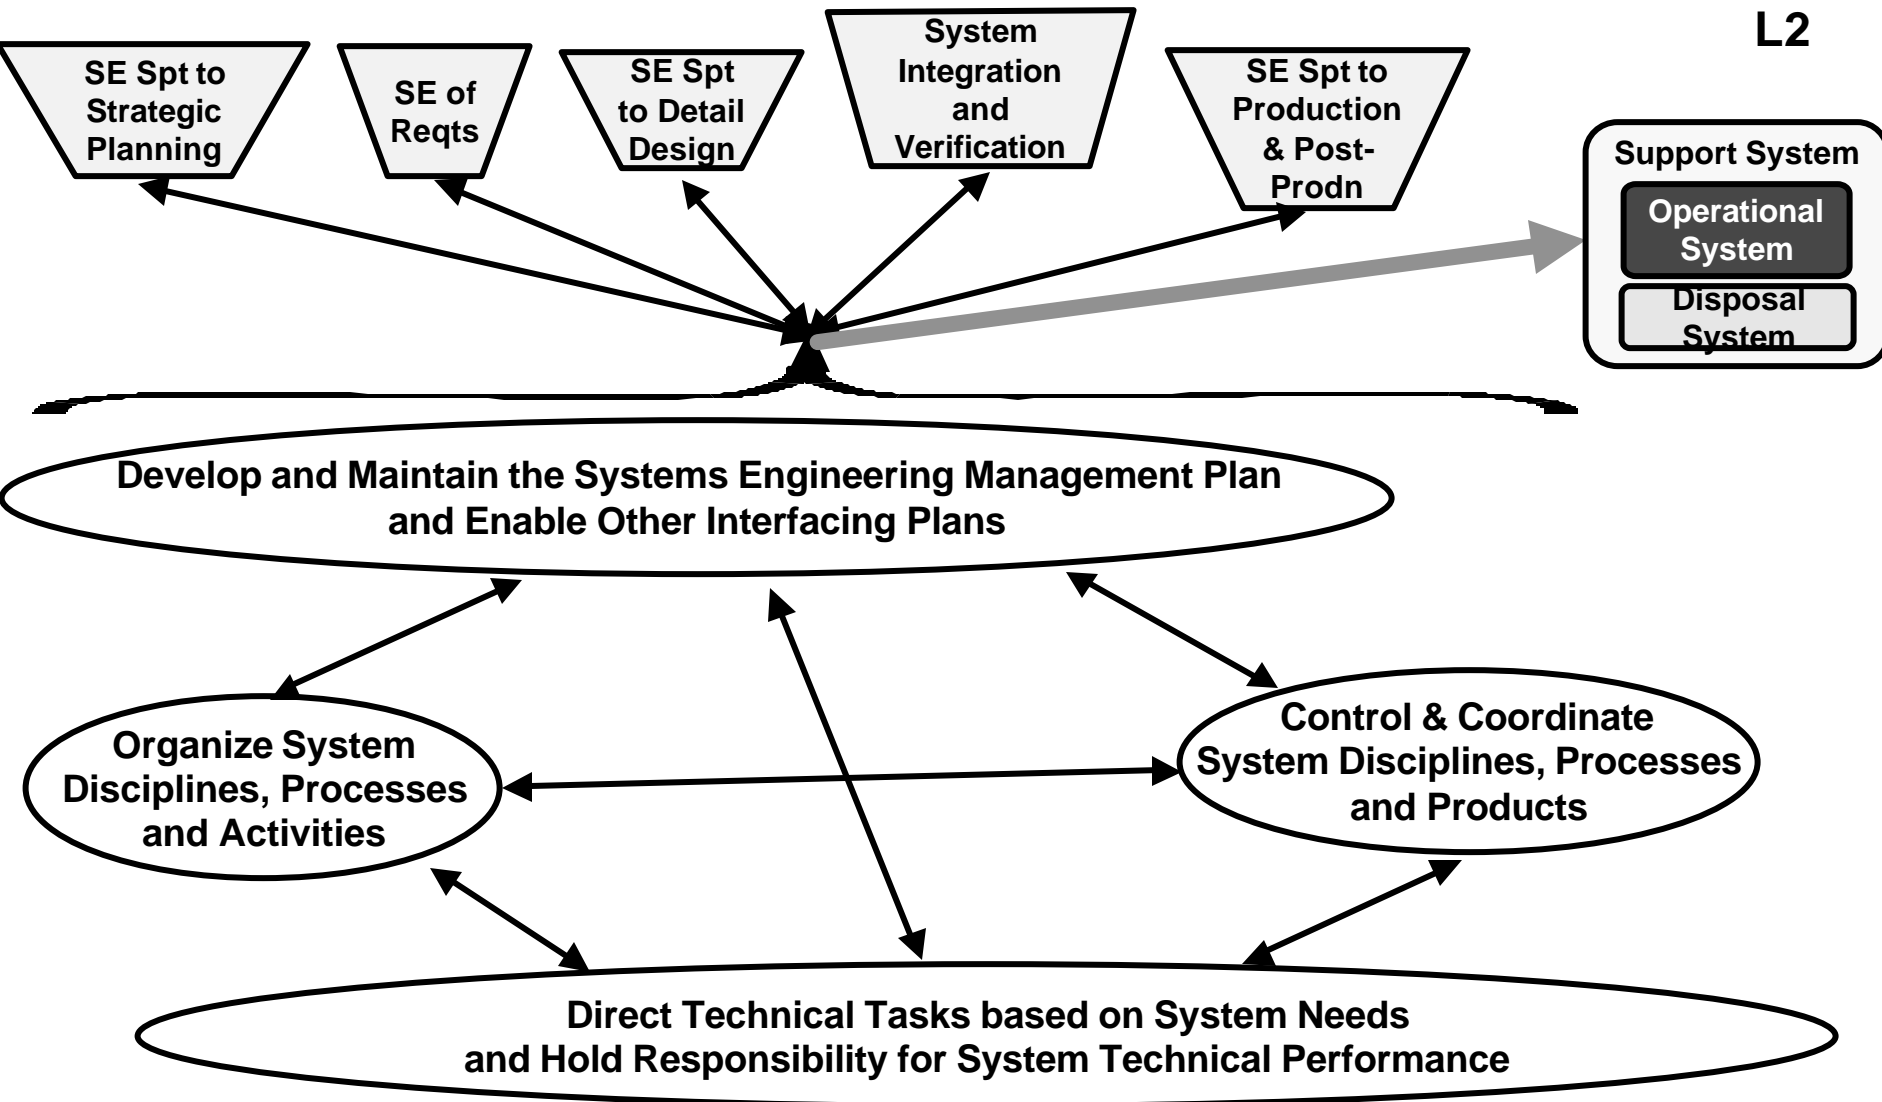 L2
SE Spt to
Strategic
Planning
SE of
Reqts
SE Spt
to Detail
Design
System
Integration
and
Verification
SE Spt to
Production
& Post-
Prodn
Support System
Operational
System
Disposal
System
Develop and Maintain the Systems Engineering Management Plan
and Enable Other Interfacing Plans
Organize System
Disciplines, Processes
and Activities
Control & Coordinate
System Disciplines, Processes
and Products
Direct Technical Tasks based on System Needs
and Hold Responsibility for System Technical Performance